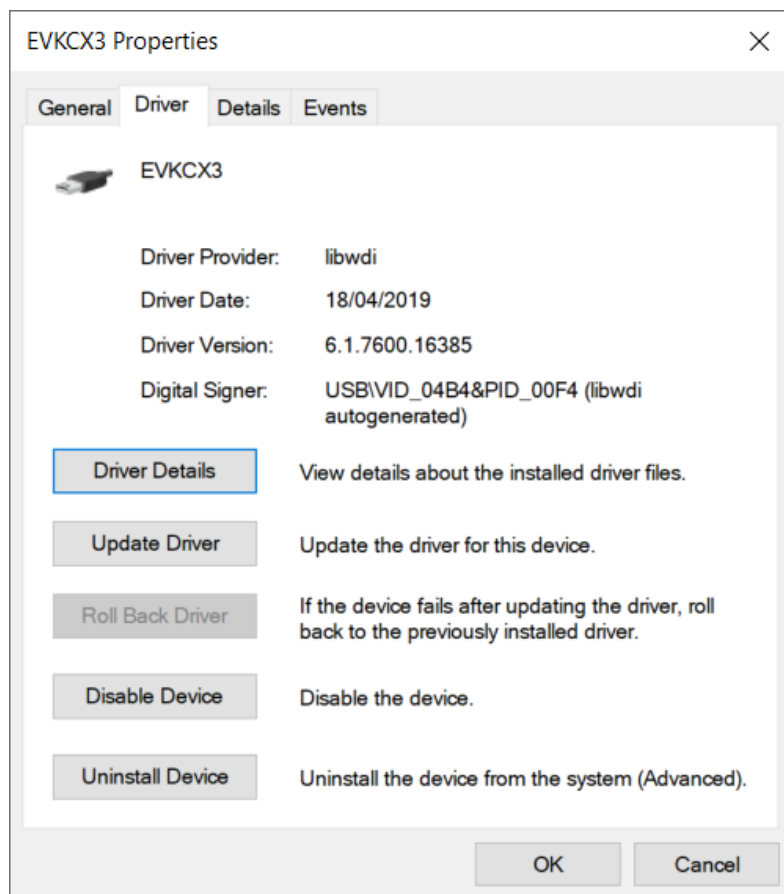 EVKCX3 Properties
General Driver Details Events
EVKCX3
Driver Provider: libwdi
Driver Date: 18/04/2019
Driver Version: 6.1.7600.16385
Digital Signer: USB\VID_04B4&PID_00F4 (libwdi
autogenerated)
Driver Details View details about the installed driver files.
Update Driver Update the driver for this device.
Roll Back Driver If the device fails after updating the driver, roll
back to the previously installed driver.
Disable Device Disable the device.
Uninstall Device Uninstall the device from the system (Advanced).
OK Cancel